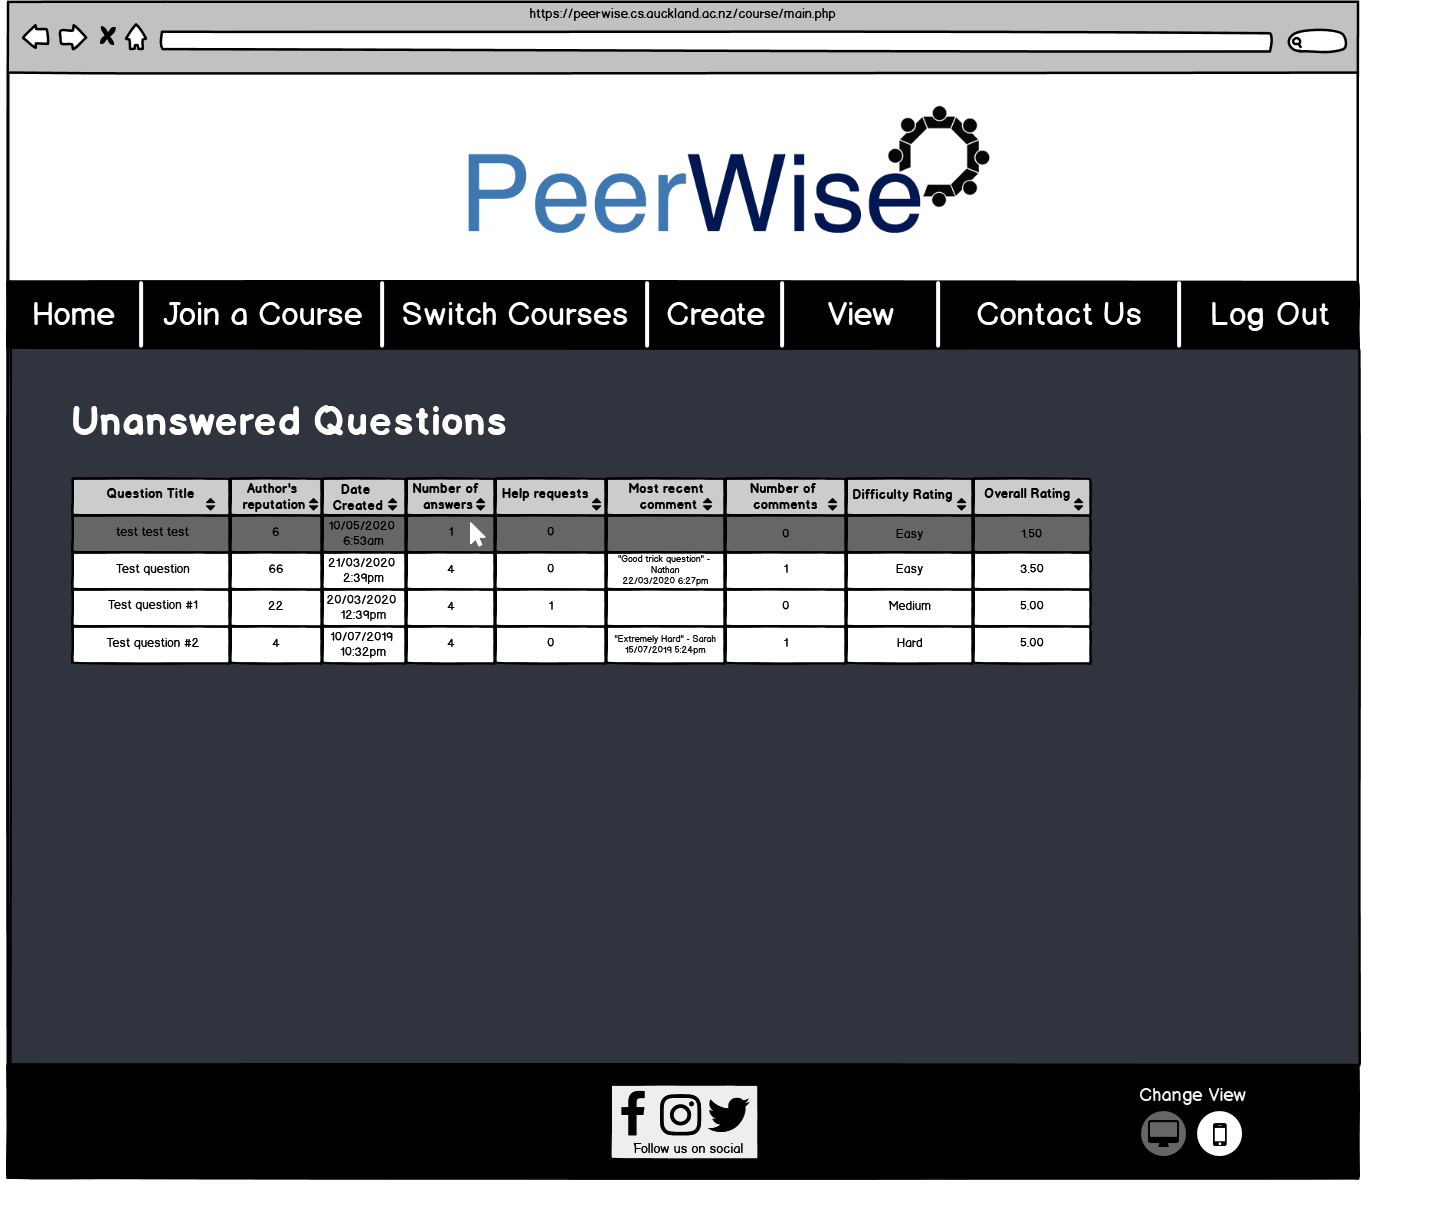 https://peerwise.cs.auckland.ac.nz/course/main.php
PeerWise
Home Join a Course Switch Courses Create View Contact Us Log Out
Unanswered Questions
Question Title Author's reputation Date Created Number of answers Help requests Most recent comment Number of comments Difficulty Rating Overall Rating
test test test 6 10/05/2020 6:53am 1 0 0 Easy 1.50
Test question 66 21/03/2020 2:39pm 4 0 "Good trick question" - Nathan 22/03/2020 6:27pm 1 Easy 3.50
Test question #1 22 20/03/2020 12:39pm 4 1 0 Medium 5.00
Test question #2 4 10/07/2019 10:32pm 4 0 "Extremely Hard" - Sarah 15/07/2019 5:24pm 1 Hard 5.00
Change View
Follow us on social